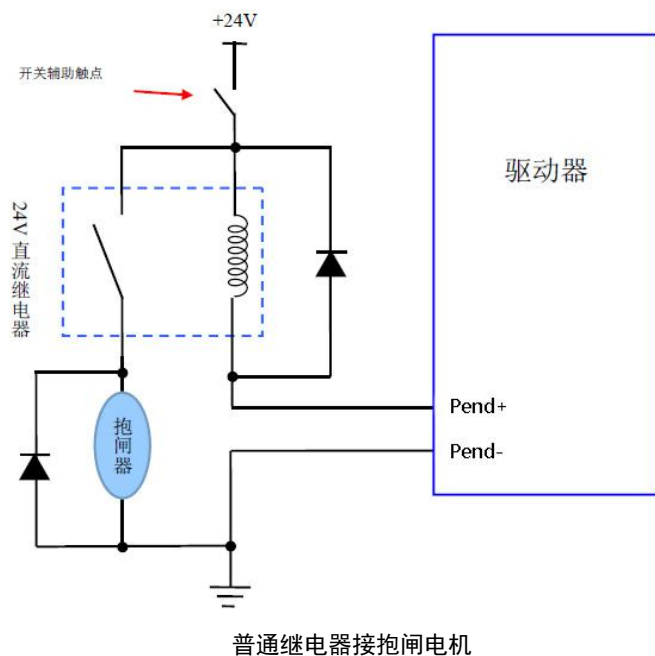 +24V
开关辅助触点
驱动器
24V 直流继电器
Pend+
抱闸器
Pend-
普通继电器接抱闸电机